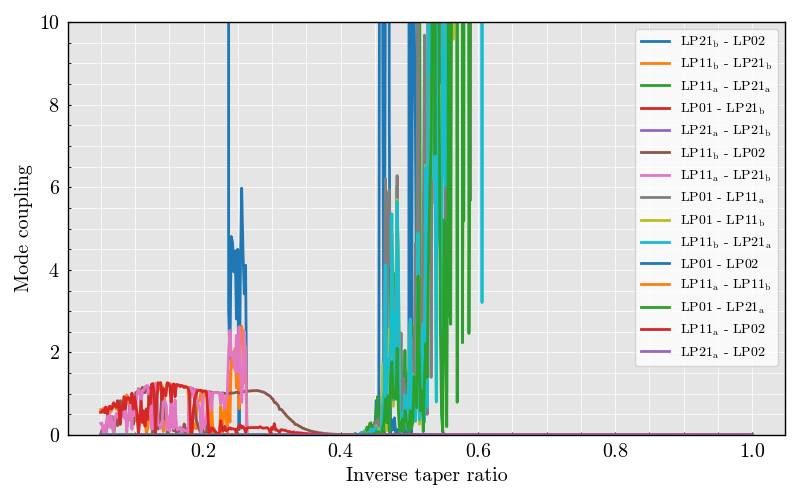 10
8
6
4
2
0
Mode coupling
0.2
0.4
0.6
0.8
1.0
Inverse taper ratio
LP21b - LP02
LP11b - LP21b
LP11a - LP21a
LP01 - LP21b
LP21a - LP21b
LP11b - LP02
LP11a - LP21b
LP01 - LP11a
LP01 - LP11b
LP11b - LP21a
LP01 - LP02
LP11a - LP11b
LP01 - LP21a
LP11a - LP02
LP21a - LP02